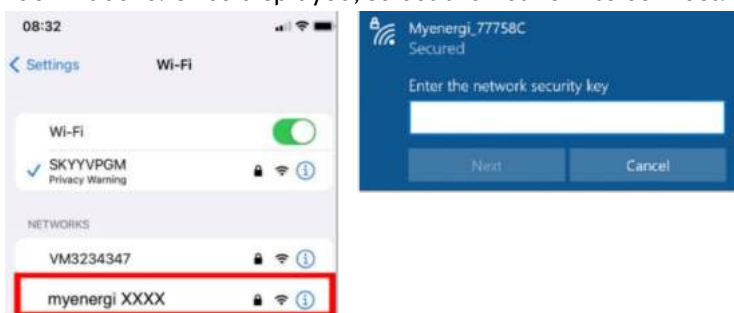 08:32
Settings
Wi-Fi
Wi-Fi
SKYYVPGM
Privacy Warning
NETWORKS
VM3234347
myenergi XXXX
Myenergi_77758C
Secured
Enter the network security key
Next
Cancel